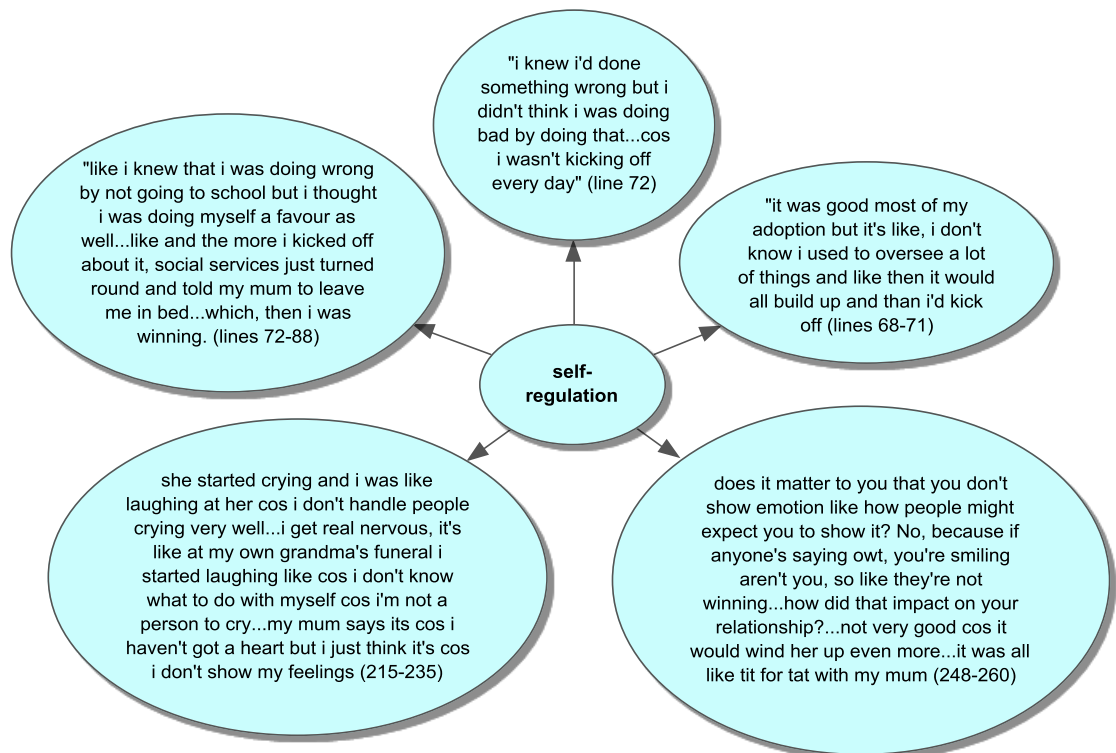 "i knew i'd done
something wrong but i
didn't think i was doing
bad by doing that...cos
i wasn't kicking off
every day" (line 72)
"like i knew that i was doing wrong
by not going to school but i thought
i was doing myself a favour as
well...like and the more i kicked off
about it, social services just turned
round and told my mum to leave
me in bed...which, then i was
winning. (lines 72-88)
"it was good most of my
adoption but it's like, i don't
know i used to oversee a lot
of things and like then it would
all build up and than i'd kick
off (lines 68-71)
self-
regulation
she started crying and i was like
laughing at her cos i don't handle people
crying very well...i get real nervous, it's
like at my own grandma's funeral i
started laughing like cos i don't know
what to do with myself cos i'm not a
person to cry...my mum says its cos i
haven't got a heart but i just think it's cos
i don't show my feelings (215-235)
does it matter to you that you don't
show emotion like how people might
expect you to show it? No, because if
anyone's saying owt, you're smiling
aren't you, so like they're not
winning...how did that impact on your
relationship?...not very good cos it
would wind her up even more...it was all
like tit for tat with my mum (248-260)